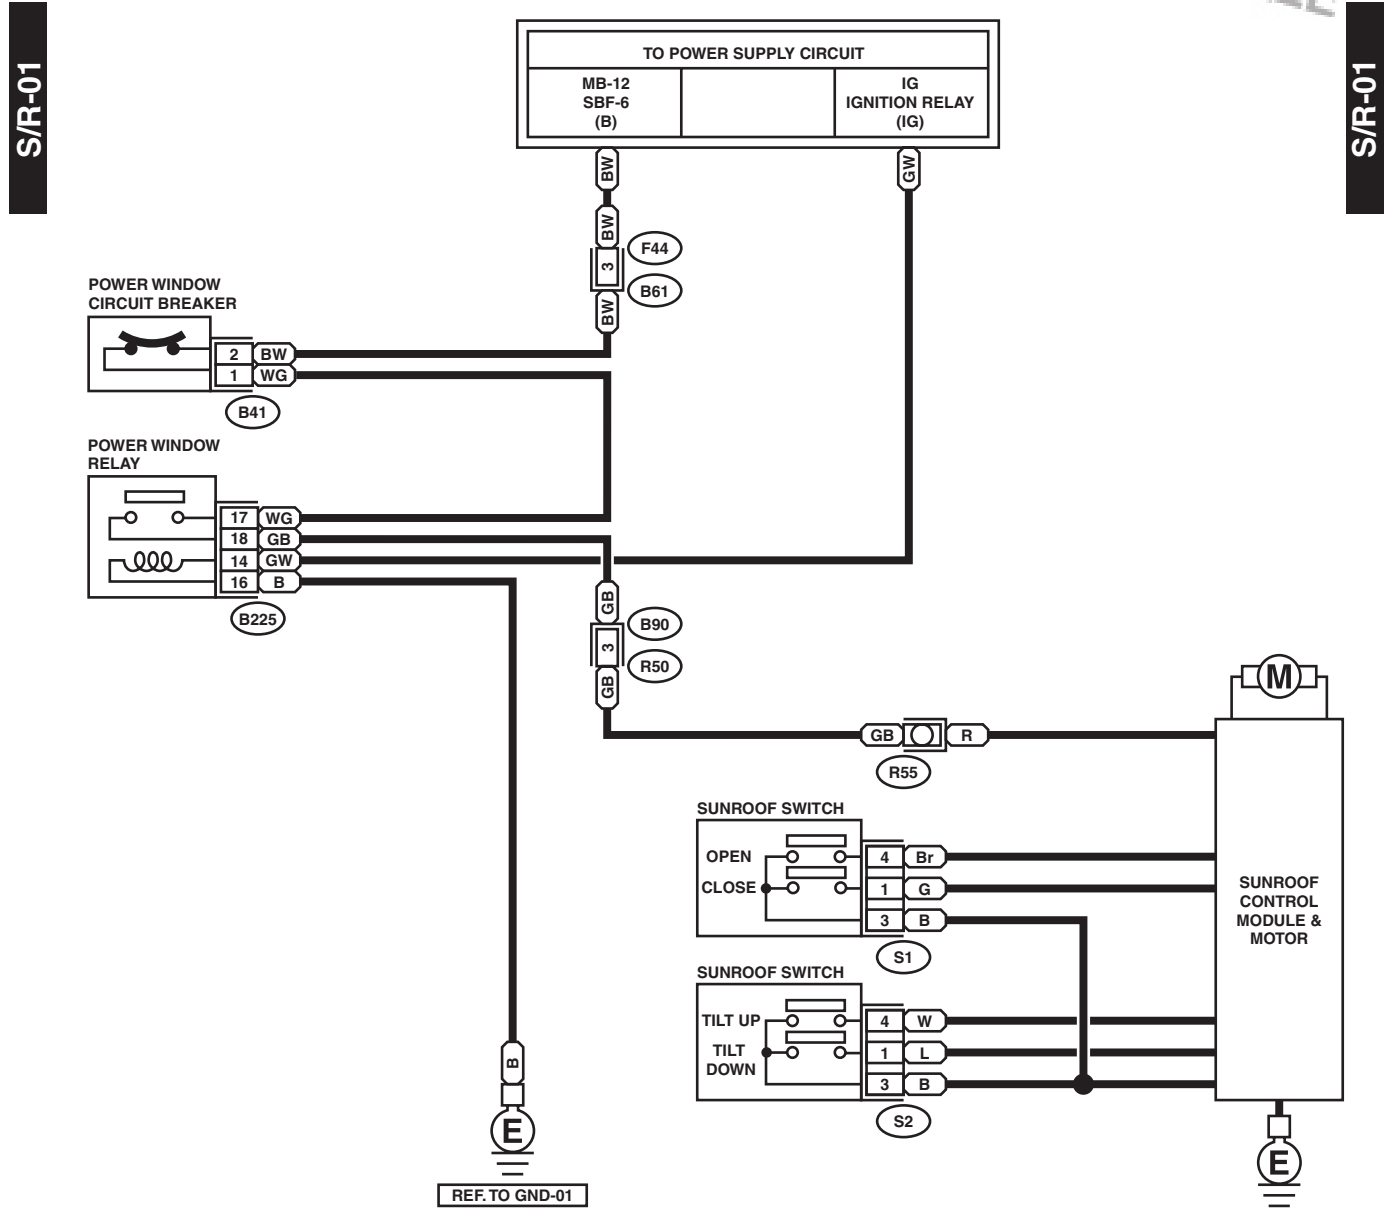 S/R-01
S/R-01
TO POWER SUPPLY CIRCUIT
MB-12
SBF-6
(B)
IG
IGNITION RELAY
(IG)
BW
GW
BW
3
F44
B61
BW
POWER WINDOW
CIRCUIT BREAKER
2 BW
1 WG
B41
POWER WINDOW
RELAY
17 WG
18 GB
14 GW
16 B
B225
GB
3
B90
R50
GB
M
GB R
R55
SUNROOF SWITCH
OPEN 4 Br
CLOSE 1 G
3 B
S1
SUNROOF
CONTROL
MODULE &
MOTOR
SUNROOF SWITCH
TILT UP 4 W
TILT
DOWN
1 L
3 B
S2
B
E
REF. TO GND-01
E